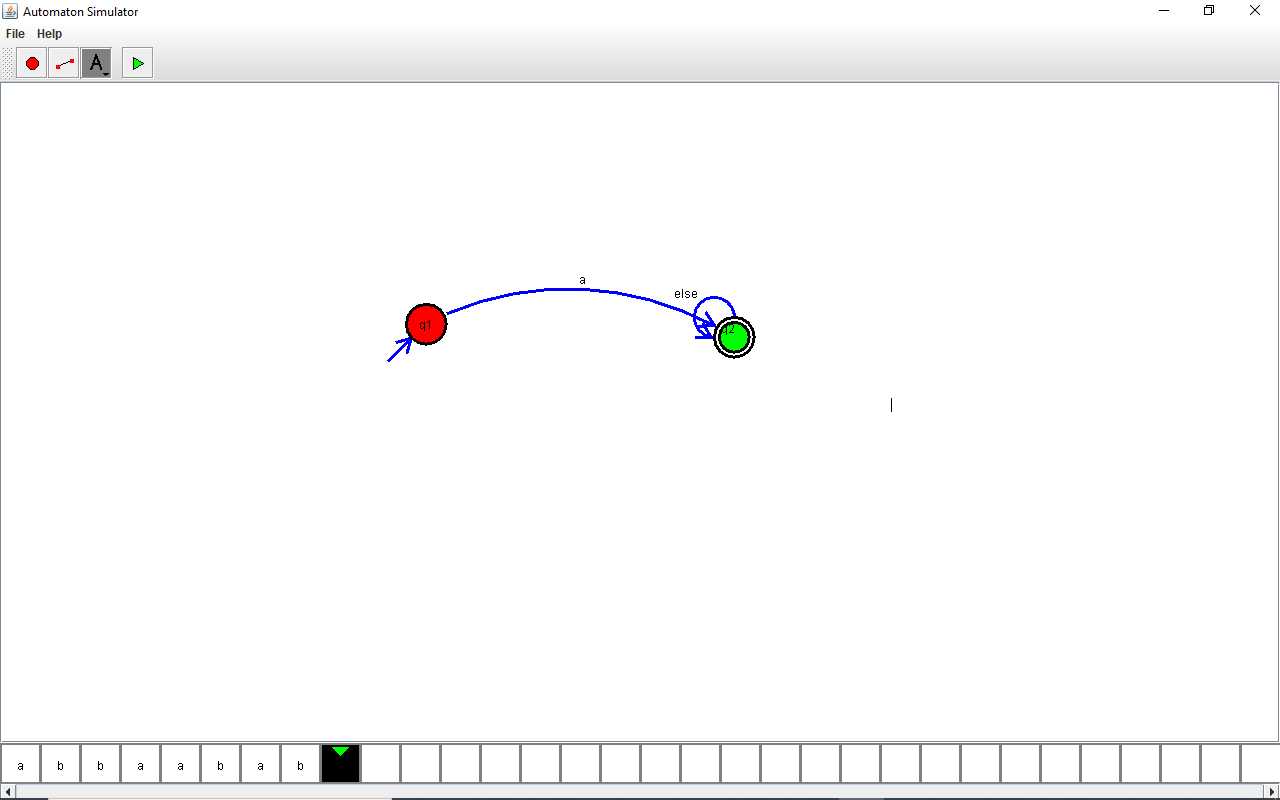 Automaton Simulator
File Help
A
a
else
q1
q2
a b b a a b a b